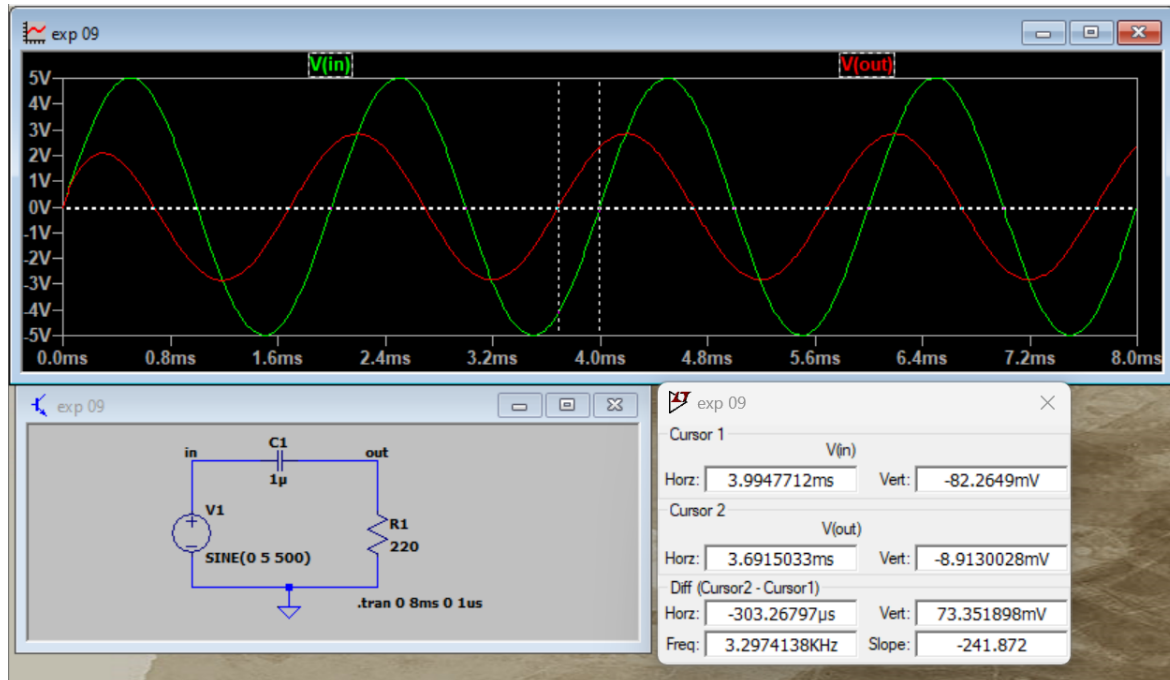 exp 09
V(in) V(out)
5V
4V
3V
2V
1V
0V
-1V
-2V
-3V
-4V
-5V
0.0ms 0.8ms 1.6ms 2.4ms 3.2ms 4.0ms 4.8ms 5.6ms 6.4ms 7.2ms 8.0ms
exp 09
in C1 out
1µ
V1
SINE(0 5 500)
R1
220
.tran 0 8ms 0 1us
exp 09
Cursor 1
V(in)
Horz: 3.9947712ms Vert: -82.2649mV
Cursor 2
V(out)
Horz: 3.6915033ms Vert: -8.9130028mV
Diff (Cursor2 - Cursor1)
Horz: -303.26797µs Vert: 73.351898mV
Freq: 3.2974138KHz Slope: -241.872